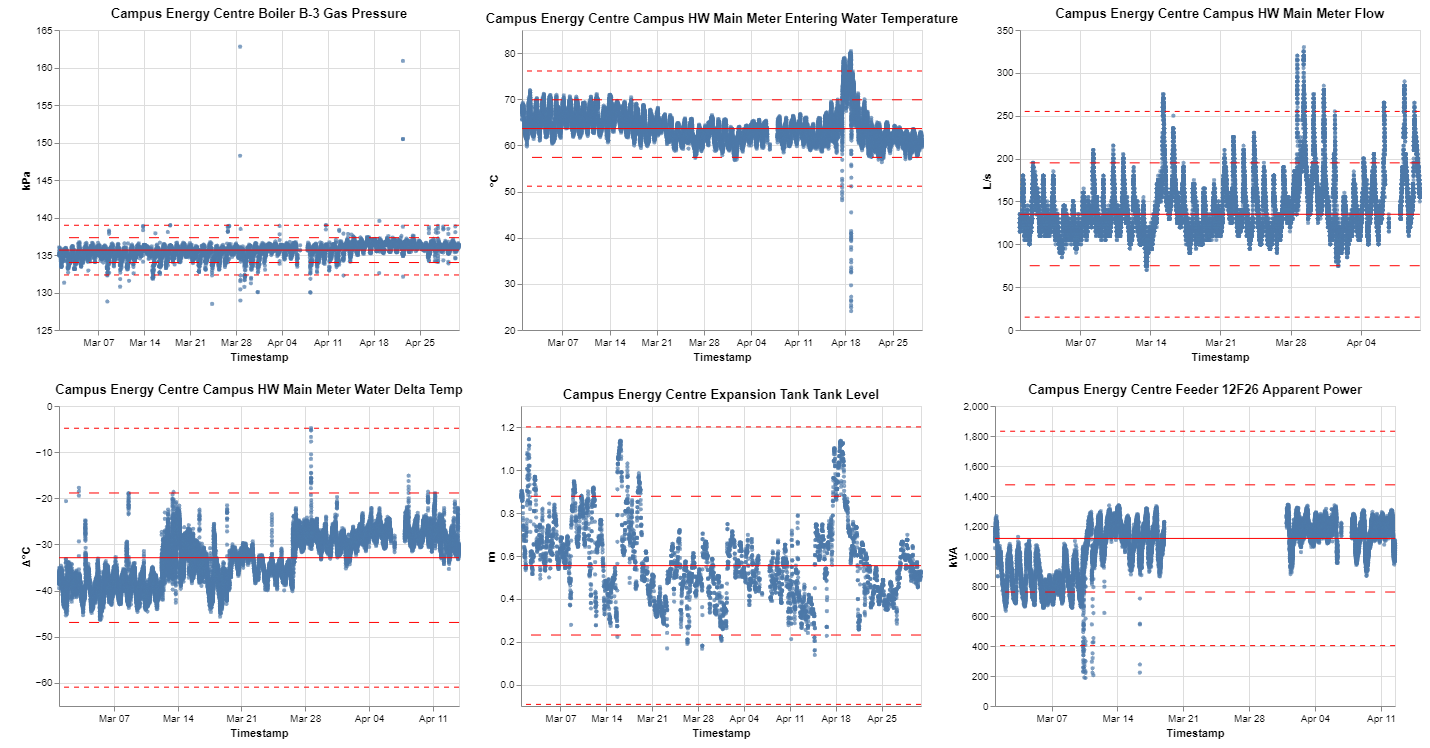 Campus Energy Centre Boiler B-3 Gas Pressure
165
160
155
150
145
140
135
130
125
kPa
Mar 07 Mar 14 Mar 21 Mar 28 Apr 04 Apr 11 Apr 18 Apr 25
Timestamp
Campus Energy Centre Campus HW Main Meter Entering Water Temperature
80
70
60
50
40
30
20
°C
Mar 07 Mar 14 Mar 21 Mar 28 Apr 04 Apr 11 Apr 18 Apr 25
Timestamp
Campus Energy Centre Campus HW Main Meter Flow
350
300
250
200
150
100
50
0
L/s
Mar 07 Mar 14 Mar 21 Mar 28 Apr 04
Timestamp
Campus Energy Centre Campus HW Main Meter Water Delta Temp
0
−10
−20
−30
−40
−50
−60
Δ°C
Mar 07 Mar 14 Mar 21 Mar 28 Apr 04 Apr 11
Timestamp
Campus Energy Centre Expansion Tank Tank Level
1.2
1.0
0.8
0.6
0.4
0.2
0.0
m
Mar 07 Mar 14 Mar 21 Mar 28 Apr 04 Apr 11 Apr 18 Apr 25
Timestamp
Campus Energy Centre Feeder 12F26 Apparent Power
2,000
1,800
1,600
1,400
1,200
1,000
800
600
400
200
0
kVA
Mar 07 Mar 14 Mar 21 Mar 28 Apr 04 Apr 11
Timestamp